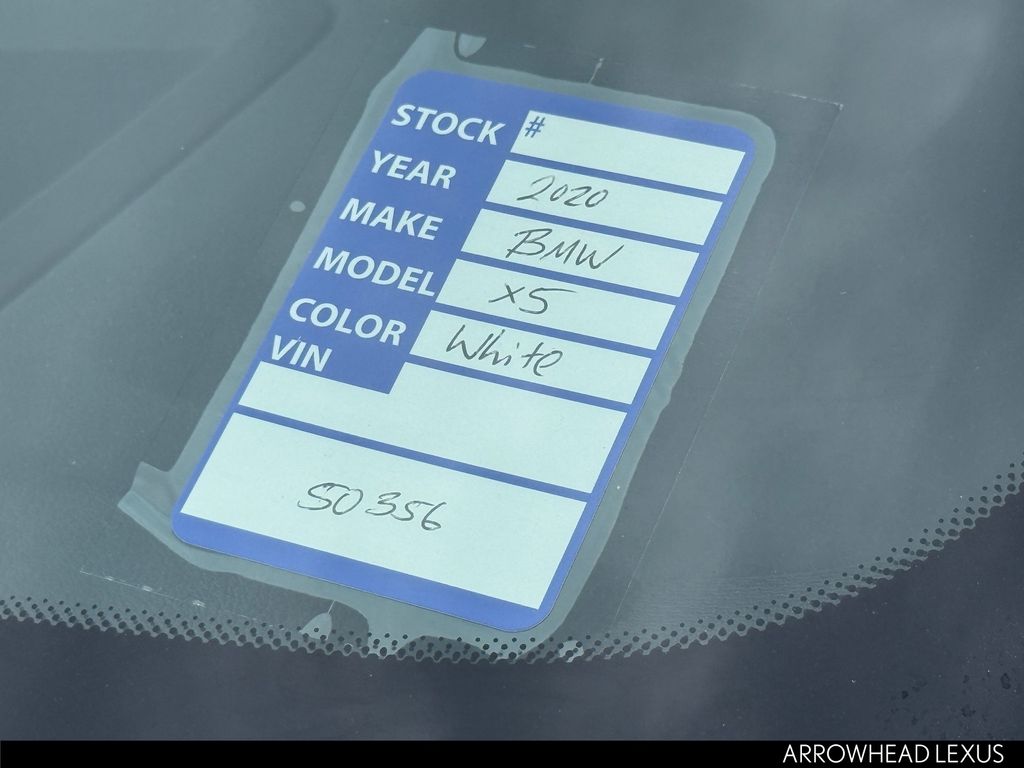 STOCK #
YEAR 2020
MAKE BMW
MODEL X5
COLOR White
VIN
S0356
ARROWHEAD LEXUS